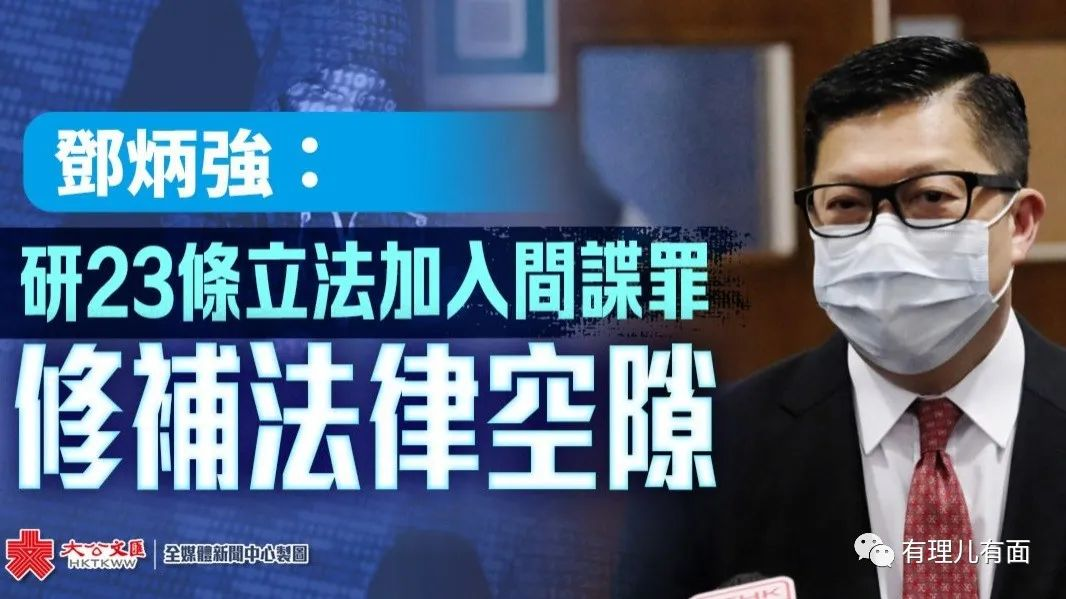 鄧炳強：
研23條立法加入間諜罪
修補法律空隙
大公文匯
HKTKWW
全媒體新聞中心製圖
有理儿有面